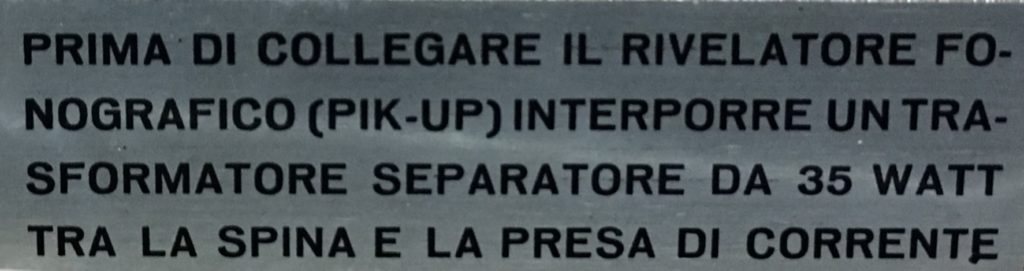 PRIMA DI COLLEGARE IL RIVELATORE FO-
NOGRAFICO (PIK-UP) INTERPORRE UN TRA-
SFORMATORE SEPARATORE DA 35 WATT
TRA LA SPINA E LA PRESA DI CORRENTE